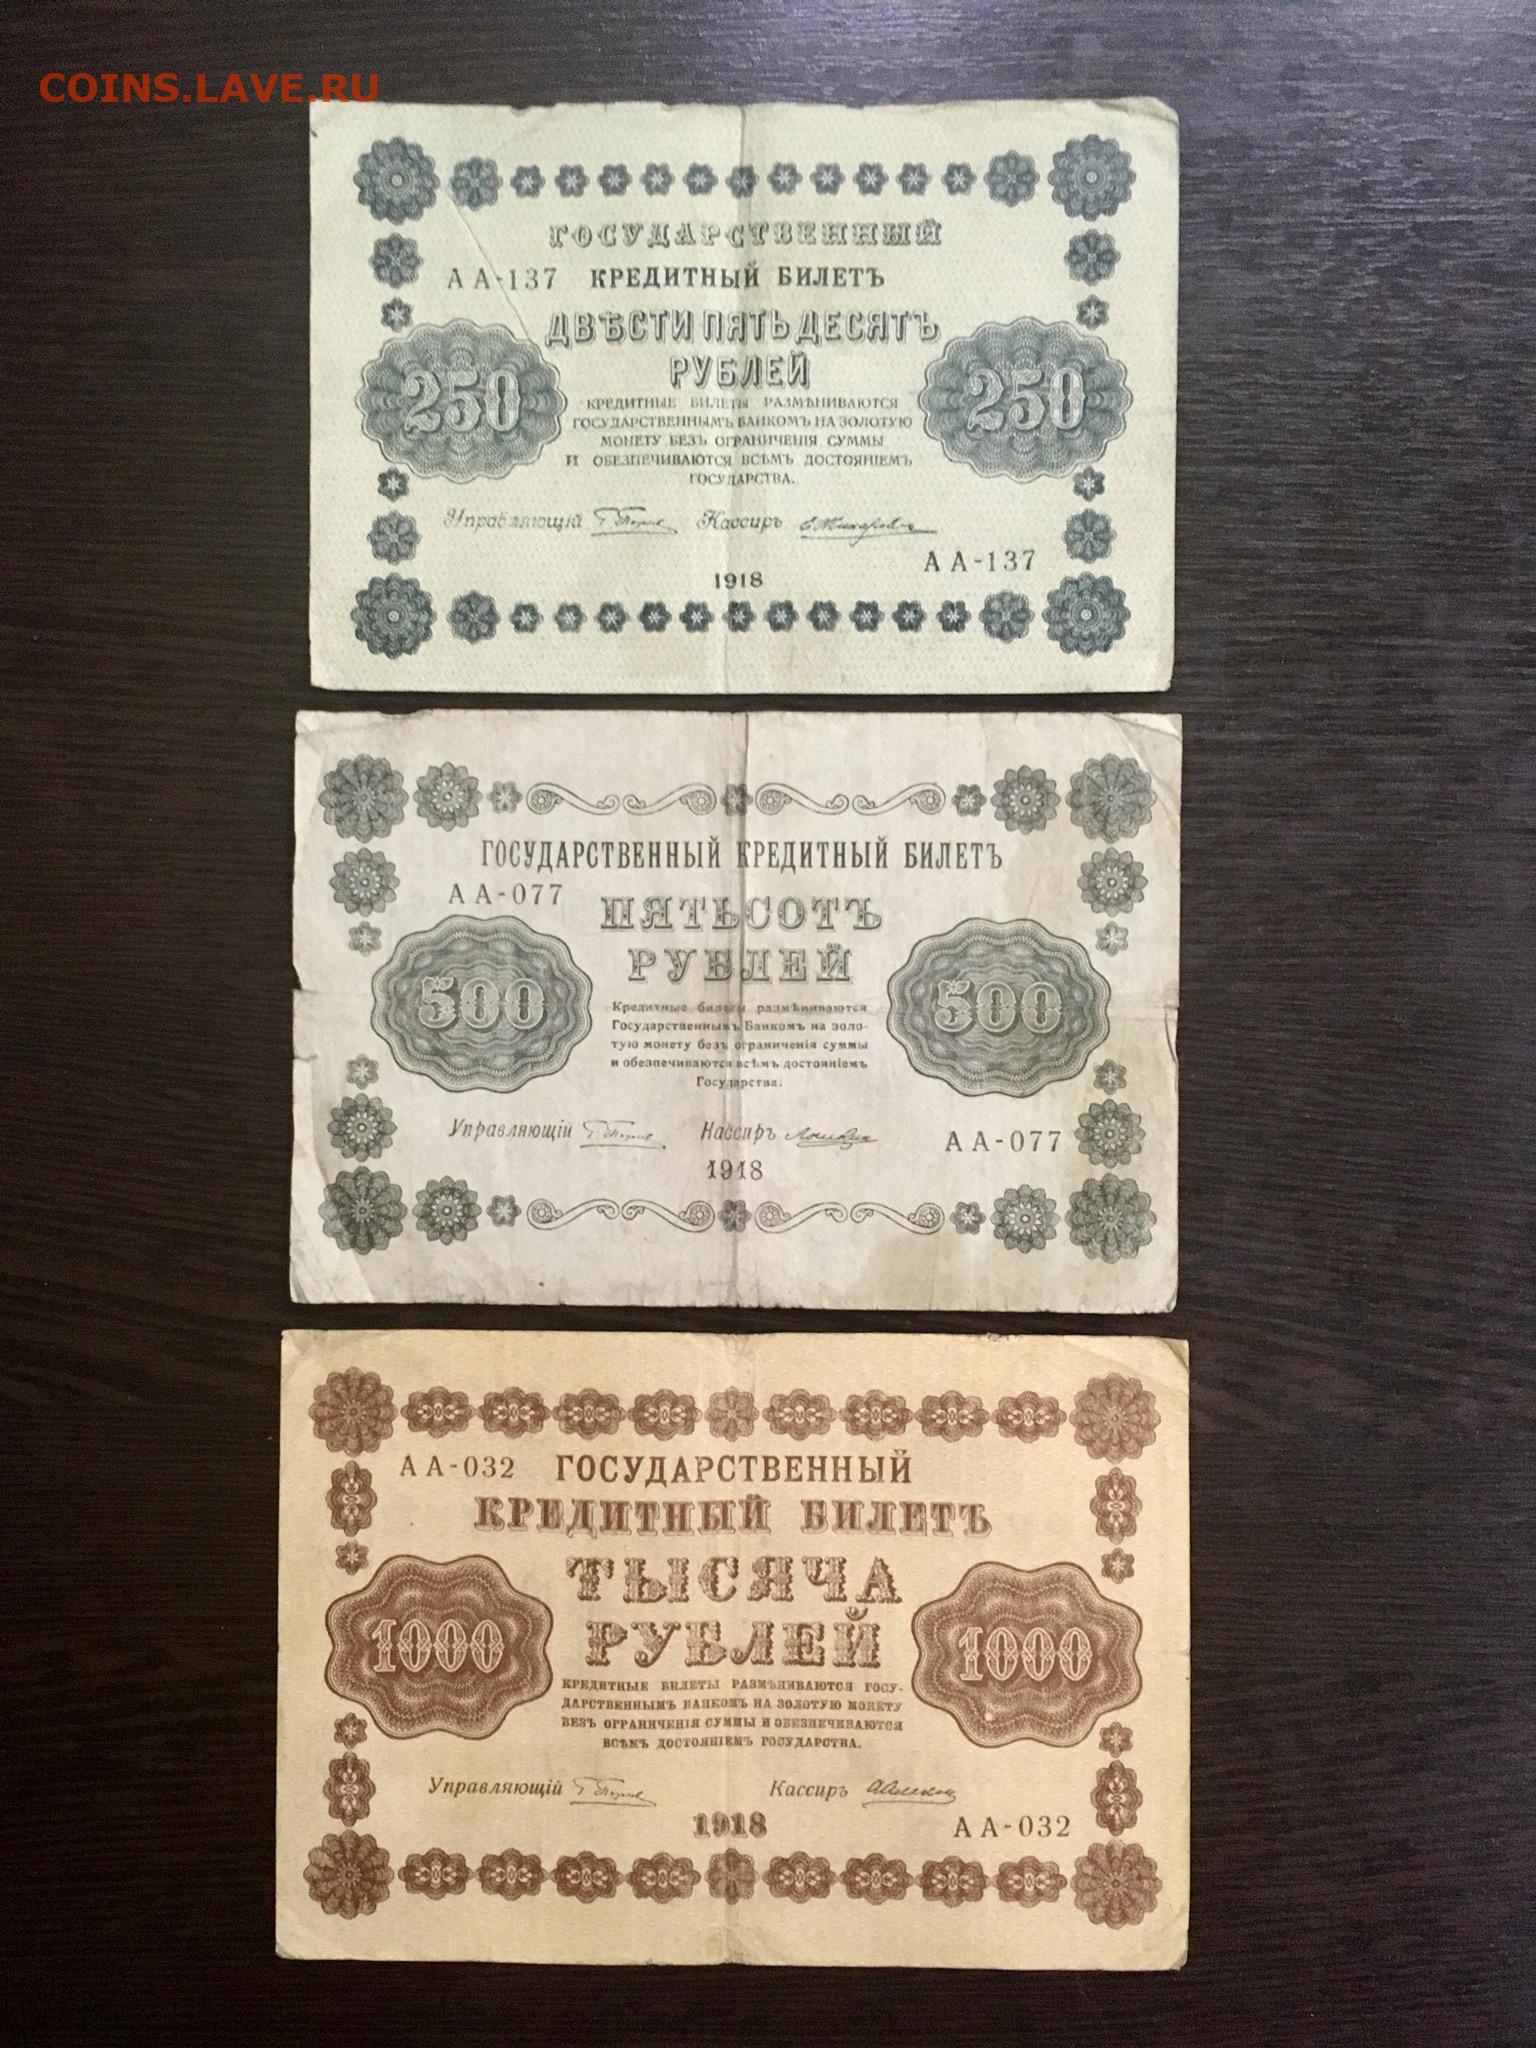 COINS.LAVE.RU
ГОСУДАРСТВЕННЫЙ
АА-137 КРЕДИТНЫЙ БИЛЕТЪ
ДВѢСТИ ПЯТЬДЕСЯТЪ
РУБЛЕЙ
250 250
КРЕДИТНЫЕ БИЛЕТЫ РАЗМѢНИВАЮТСЯ
ГОСУДАРСТВЕННЫМЪ БАНКОМЪ НА ЗОЛОТУЮ
МОНЕТУ БЕЗЪ ОГРАНИЧЕНІЯ СУММЫ
И ОБЕЗПЕЧИВАЮТСЯ ВСѢМЪ ДОСТОЯНІЕМЪ
ГОСУДАРСТВА.
Управляющій Кассиръ
АА-137
1918
ГОСУДАРСТВЕННЫЙ КРЕДИТНЫЙ БИЛЕТЪ
АА-077
ПЯТЬСОТЪ
РУБЛЕЙ
500 500
Кредитные билеты размѣниваются
Государственнымъ Банкомъ на золо-
тую монету безъ ограниченія суммы
и обезпечиваются всѣмъ достояніемъ
Государства.
Управляющій Кассиръ
АА-077
1918
АА-032 ГОСУДАРСТВЕННЫЙ
КРЕДИТНЫЙ БИЛЕТЪ
ТЫСЯЧА
РУБЛЕЙ
1000 1000
КРЕДИТНЫЕ БИЛЕТЫ РАЗМѢНИВАЮТСЯ ГОСУ-
ДАРСТВЕННЫМЪ БАНКОМЪ НА ЗОЛОТУЮ МОНЕТУ
БЕЗЪ ОГРАНИЧЕНІЯ СУММЫ И ОБЕЗПЕЧИВАЮТСЯ
ВСѢМЪ ДОСТОЯНІЕМЪ ГОСУДАРСТВА.
Управляющій Кассиръ
1918
АА-032